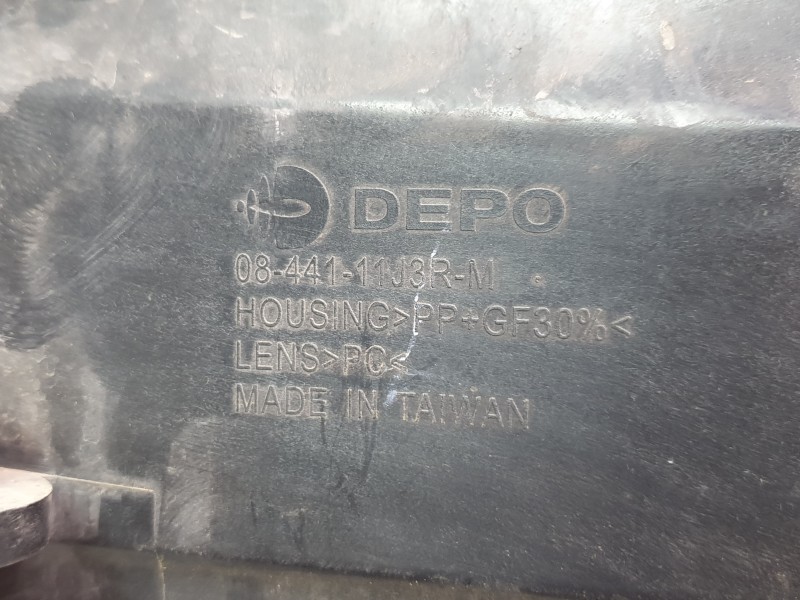 DEPO
08-441-11J3R-M
HOUSING>PP+GF30%<
LENS>PC<
MADE IN TAIWAN